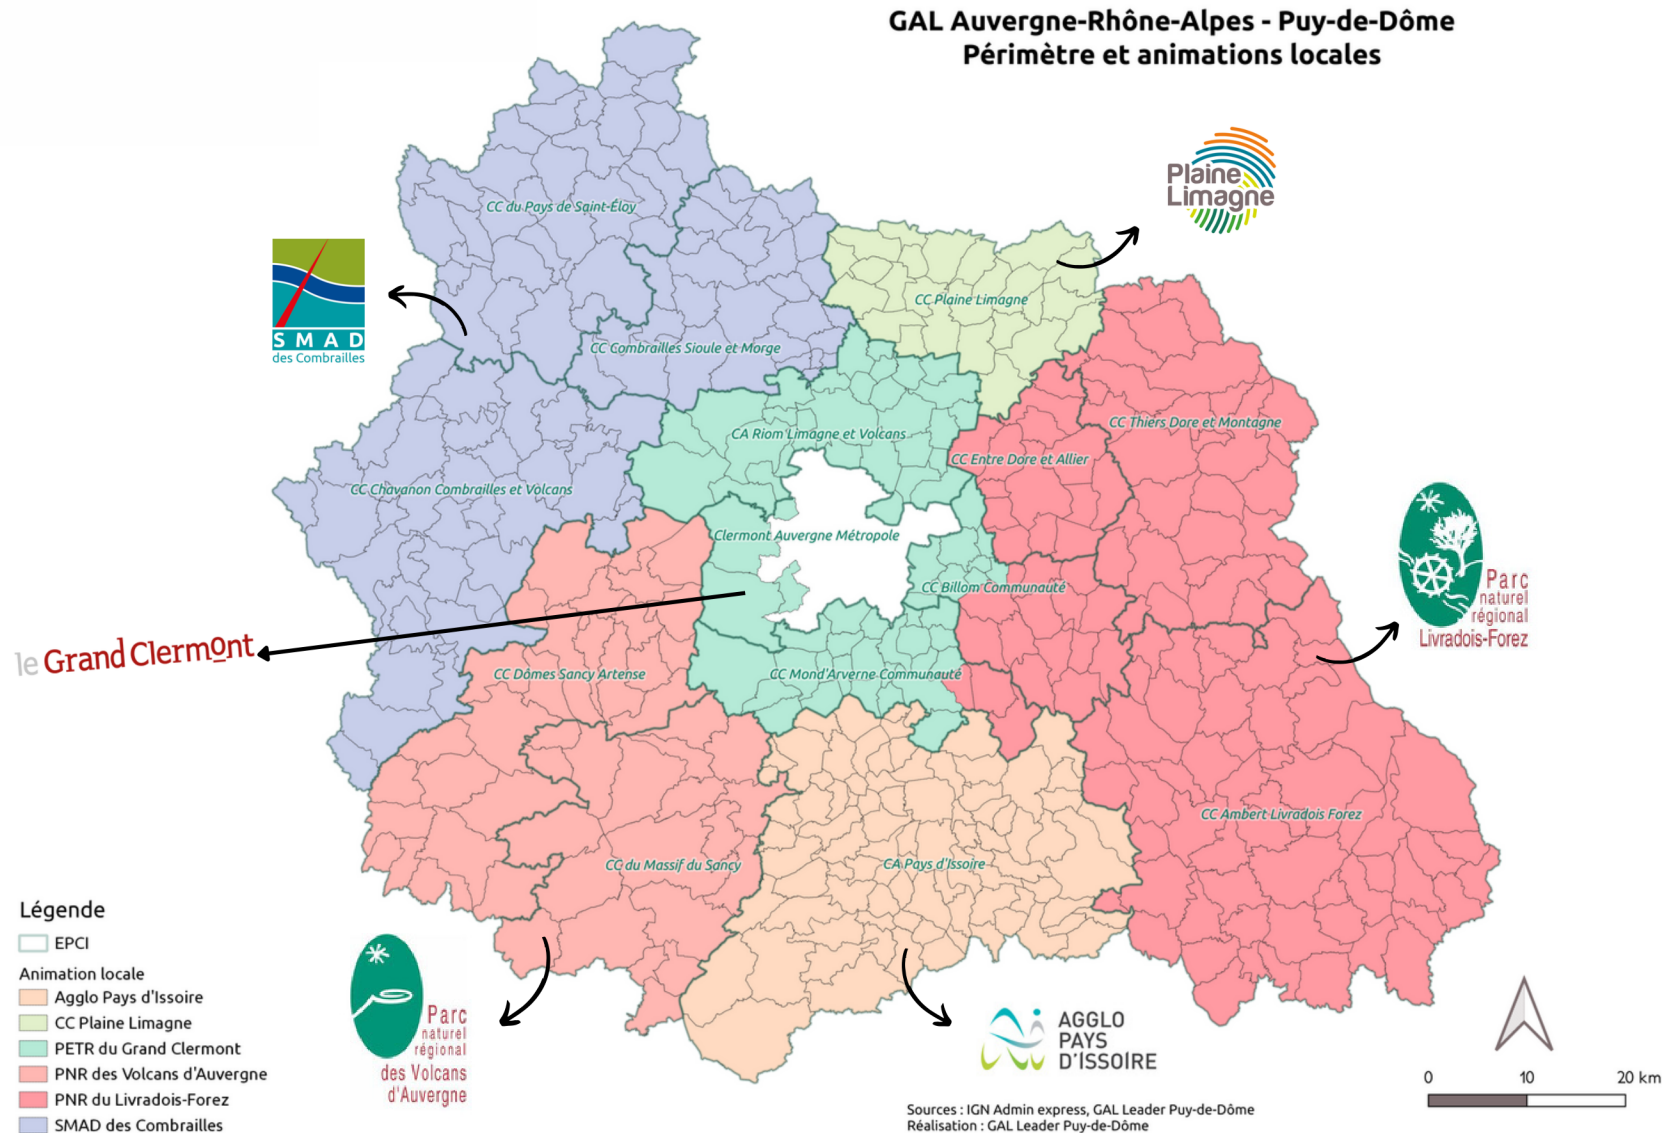 GAL Auvergne-Rhône-Alpes - Puy-de-Dôme
Périmètre et animations locales
Plaine
Limagne
CC du Pays de Saint-Éloy
SMAD
des Combrailles
CC Plaine Limagne
CC Combrailles Sioule et Morge
CC Thiers Dore et Montagne
CA Riom Limagne et Volcans
CC Entre Dore et Allier
CC Chavanon Combrailles et Volcans
Clermont Auvergne Métropole
CC Billom Communauté
Parc
naturel
régional
Livradois-Forez
le Grand Clermont
CC Dômes Sancy Artense
CC Mond'Arverne Communauté
CC Ambert Livradois Forez
CC du Massif du Sancy
CA Pays d'Issoire
Légende
EPCI
Animation locale
Agglo Pays d'Issoire
CC Plaine Limagne
PETR du Grand Clermont
PNR des Volcans d'Auvergne
PNR du Livradois-Forez
SMAD des Combrailles
Parc
naturel
régional
des Volcans
d'Auvergne
AGGLO
PAYS
D'ISSOIRE
0 10 20 km
Sources : IGN Admin express, GAL Leader Puy-de-Dôme
Réalisation : GAL Leader Puy-de-Dôme